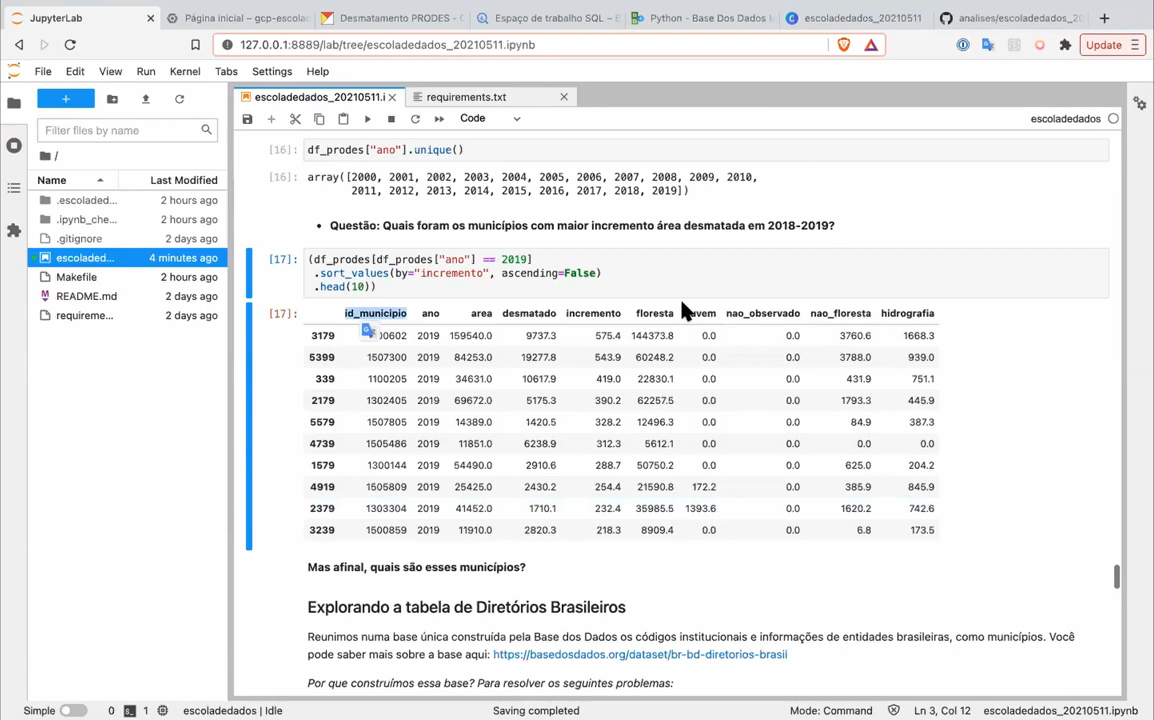 JupyterLab
Página inicial – gcp-escola
Desmatamento PRODES - G
Espaço de trabalho SQL – B
Python - Base Dos Dados M
escoladedados_20210511
analises/escoladedados_20
127.0.0.1:8889/lab/tree/escoladedados_20210511.ipynb
Update
File Edit View Run Kernel Tabs Settings Help
escoladedados_20210511.i
requirements.txt
Filter files by name
Code
escoladedados
/
Name Last Modified
.escoladed... 2 hours ago
.ipynb_che... 2 hours ago
.gitignore 2 days ago
escoladed... 4 minutes ago
Makefile 2 hours ago
README.md 2 days ago
requireme... 2 days ago
[16]: df_prodes["ano"].unique()
[16]: array([2000, 2001, 2002, 2003, 2004, 2005, 2006, 2007, 2008, 2009, 2010,
2011, 2012, 2013, 2014, 2015, 2016, 2017, 2018, 2019])
• Questão: Quais foram os municípios com maior incremento área desmatada em 2018-2019?
[17]: (df_prodes[df_prodes["ano"] == 2019]
.sort_values(by="incremento", ascending=False)
.head(10))
[17]: id_municipio ano area desmatado incremento floresta vem nao_observado nao_floresta hidrografia
3179 00602 2019 159540.0 9737.3 575.4 144373.8 0.0 0.0 3760.6 1668.3
5399 1507300 2019 84253.0 19277.8 543.9 60248.2 0.0 0.0 3788.0 939.0
339 1100205 2019 34631.0 10617.9 419.0 22830.1 0.0 0.0 431.9 751.1
2179 1302405 2019 69672.0 5175.3 390.2 62257.5 0.0 0.0 1793.3 445.9
5579 1507805 2019 14389.0 1420.5 328.2 12496.3 0.0 0.0 84.9 387.3
4739 1505486 2019 11851.0 6238.9 312.3 5612.1 0.0 0.0 0.0 0.0
1579 1300144 2019 54490.0 2910.6 288.7 50750.2 0.0 0.0 625.0 204.2
4919 1505809 2019 25425.0 2430.2 254.4 21590.8 172.2 0.0 385.9 845.9
2379 1303304 2019 41452.0 1710.1 232.4 35985.5 1393.6 0.0 1620.2 742.6
3239 1500859 2019 11910.0 2820.3 218.3 8909.4 0.0 0.0 6.8 173.5
Mas afinal, quais são esses municípios?
Explorando a tabela de Diretórios Brasileiros
Reunimos numa base única construída pela Base dos Dados os códigos institucionais e informações de entidades brasileiras, como municípios. Você
pode saber mais sobre a base aqui: https://basedosdados.org/dataset/br-bd-diretorios-brasil
Por que construímos essa base? Para resolver os seguintes problemas:
Simple 0 1 escoladedados | Idle Saving completed Mode: Command Ln 3, Col 12 escoladedados_20210511.ipynb